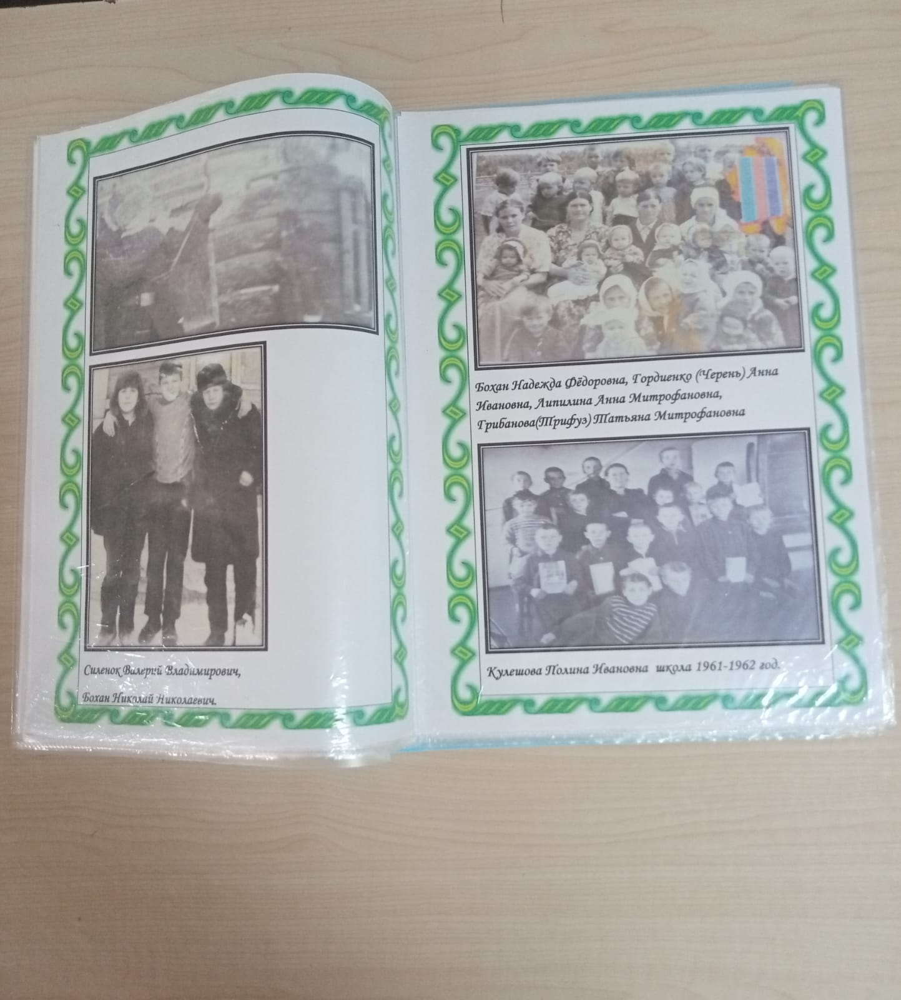 Силенок Валерий Владимирович,
Бохан Николай Николаевич.
Бохан Надежда Фёдоровна, Гордиенко (Черень) Анна
Ивановна, Липилина Анна Митрофановна,
Грибанова(Трифуз) Татьяна Митрофановна
Кулешова Полина Ивановна школа 1961-1962 год.